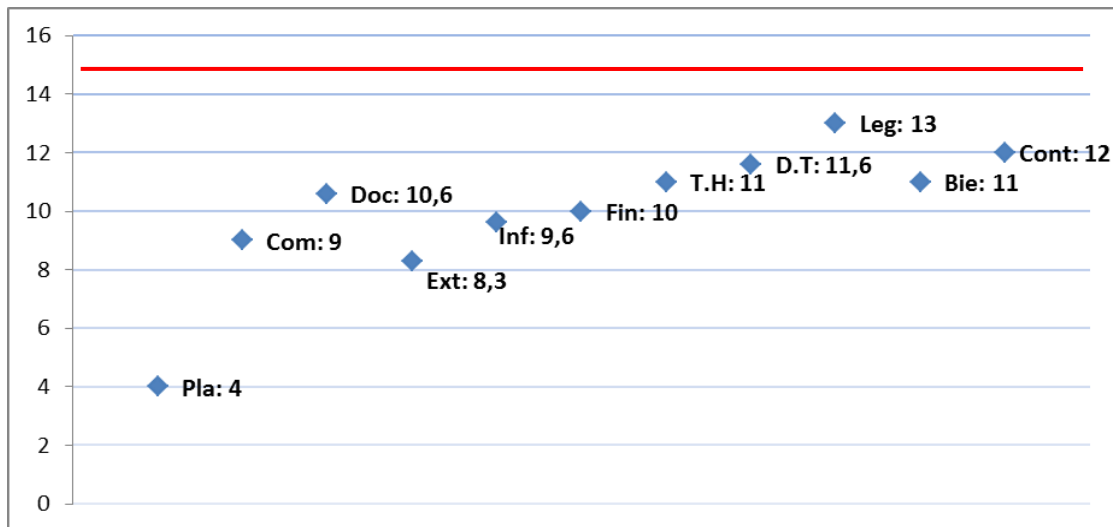 16
14
12
10
8
6
4
2
0
Leg: 13
Cont: 12
D.T: 11,6
T.H: 11
Bie: 11
Doc: 10,6
Fin: 10
Inf: 9,6
Com: 9
Ext: 8,3
Pla: 4